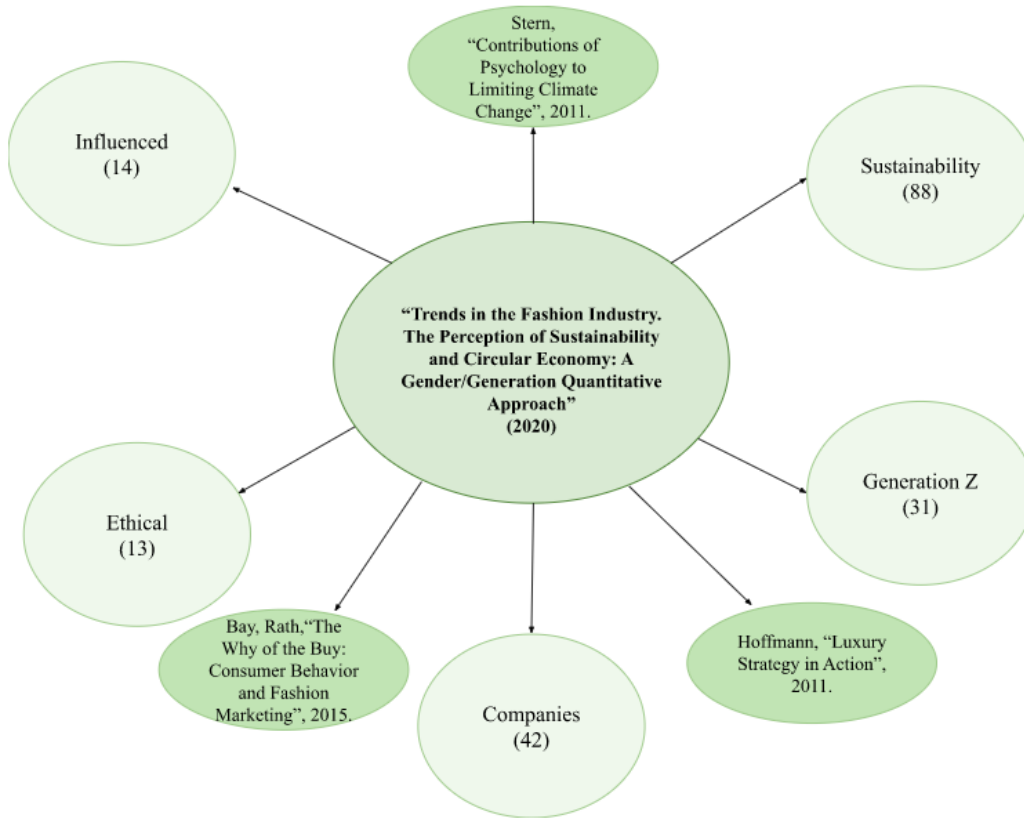 Stern,
“Contributions of
Psychology to
Limiting Climate
Change”, 2011.
Influenced
(14)
Sustainability
(88)
“Trends in the Fashion Industry.
The Perception of Sustainability
and Circular Economy: A
Gender/Generation Quantitative
Approach”
(2020)
Generation Z
(31)
Ethical
(13)
Bay, Rath,“The
Why of the Buy:
Consumer Behavior
and Fashion
Marketing”, 2015.
Companies
(42)
Hoffmann, “Luxury
Strategy in Action”,
2011.